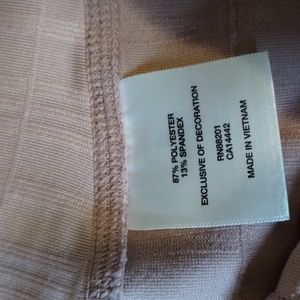 87% POLYESTER
13% SPANDEX
EXCLUSIVE OF DECORATION
RN88201
CA14442
MADE IN VIETNAM